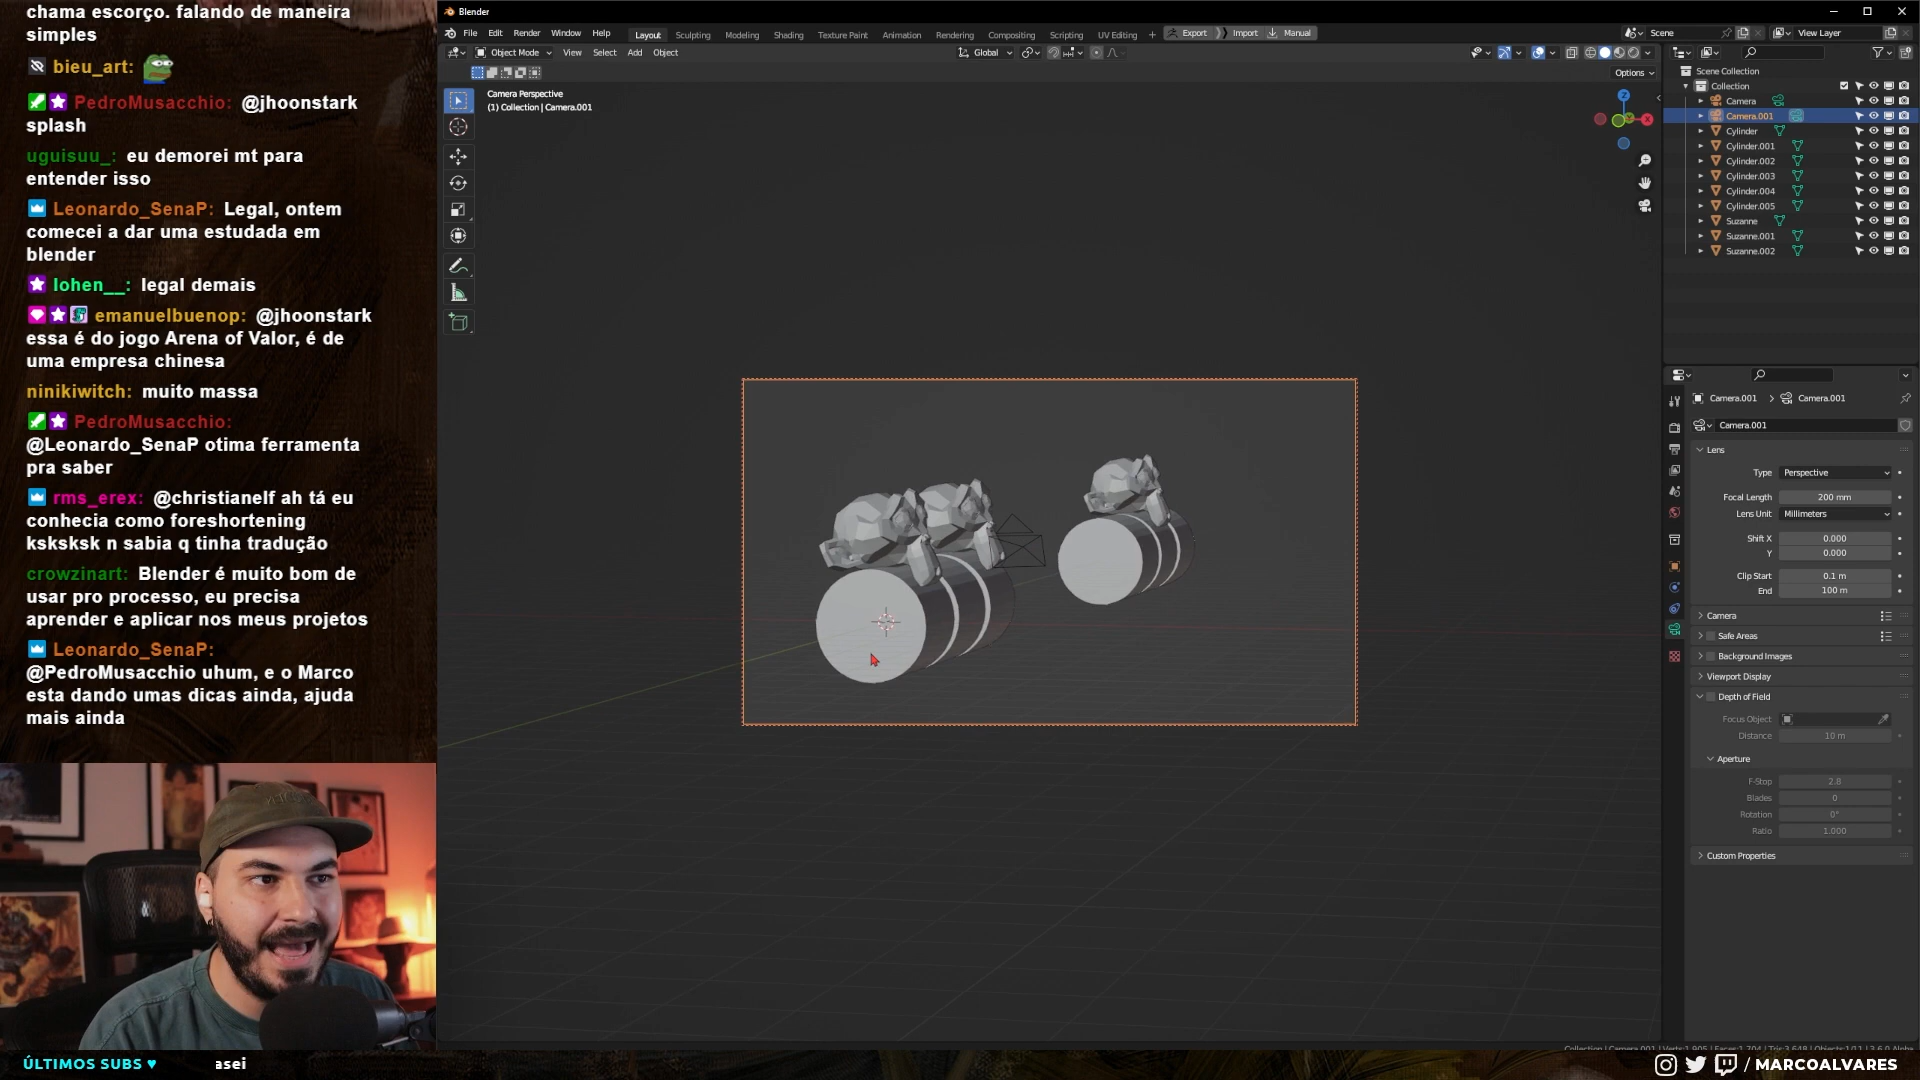 chama escorço. falando de maneira
simples
bieu_art:
PedroMusacchio: @jhoonstark
splash
uguisuu_: eu demorei mt para
entender isso
Leonardo_SenaP: Legal, ontem
comecei a dar uma estudada em
blender
lohen__: legal demais
emanuelbuenop: @jhoonstark
essa é do jogo Arena of Valor, é de
uma empresa chinesa
ninikiwitch: muito massa
PedroMusacchio:
@Leonardo_SenaP otima ferramenta
pra saber
rms_erex: @christianelf ah tá eu
conhecia como foreshortening
ksksksk n sabia q tinha tradução
crowzinart: Blender é muito bom de
usar pro processo, eu precisa
aprender e aplicar nos meus projetos
Leonardo_SenaP:
@PedroMusacchio uhum, e o Marco
esta dando umas dicas ainda, ajuda
mais ainda
ÚLTIMOS SUBS ♥ asei
Blender
File Edit Render Window Help Layout Sculpting Modeling Shading Texture Paint Animation Rendering Compositing Scripting UV Editing + Export Import Manual Scene View Layer
Object Mode View Select Add Object Global
Options
Camera Perspective
(1) Collection | Camera.001
Z
X
Scene Collection
Collection
Camera
Camera.001
Cylinder
Cylinder.001
Cylinder.002
Cylinder.003
Cylinder.004
Cylinder.005
Suzanne
Suzanne.001
Suzanne.002
Camera.001 > Camera.001
Camera.001
Lens
Type Perspective
Focal Length 200 mm
Lens Unit Millimeters
Shift X 0.000
Y 0.000
Clip Start 0.1 m
End 100 m
Camera
Safe Areas
Background Images
Viewport Display
Depth of Field
Focus Object
Distance 10 m
Aperture
F-Stop 2.8
Blades 0
Rotation 0°
Ratio 1.000
Custom Properties
/ MARCOALVARES